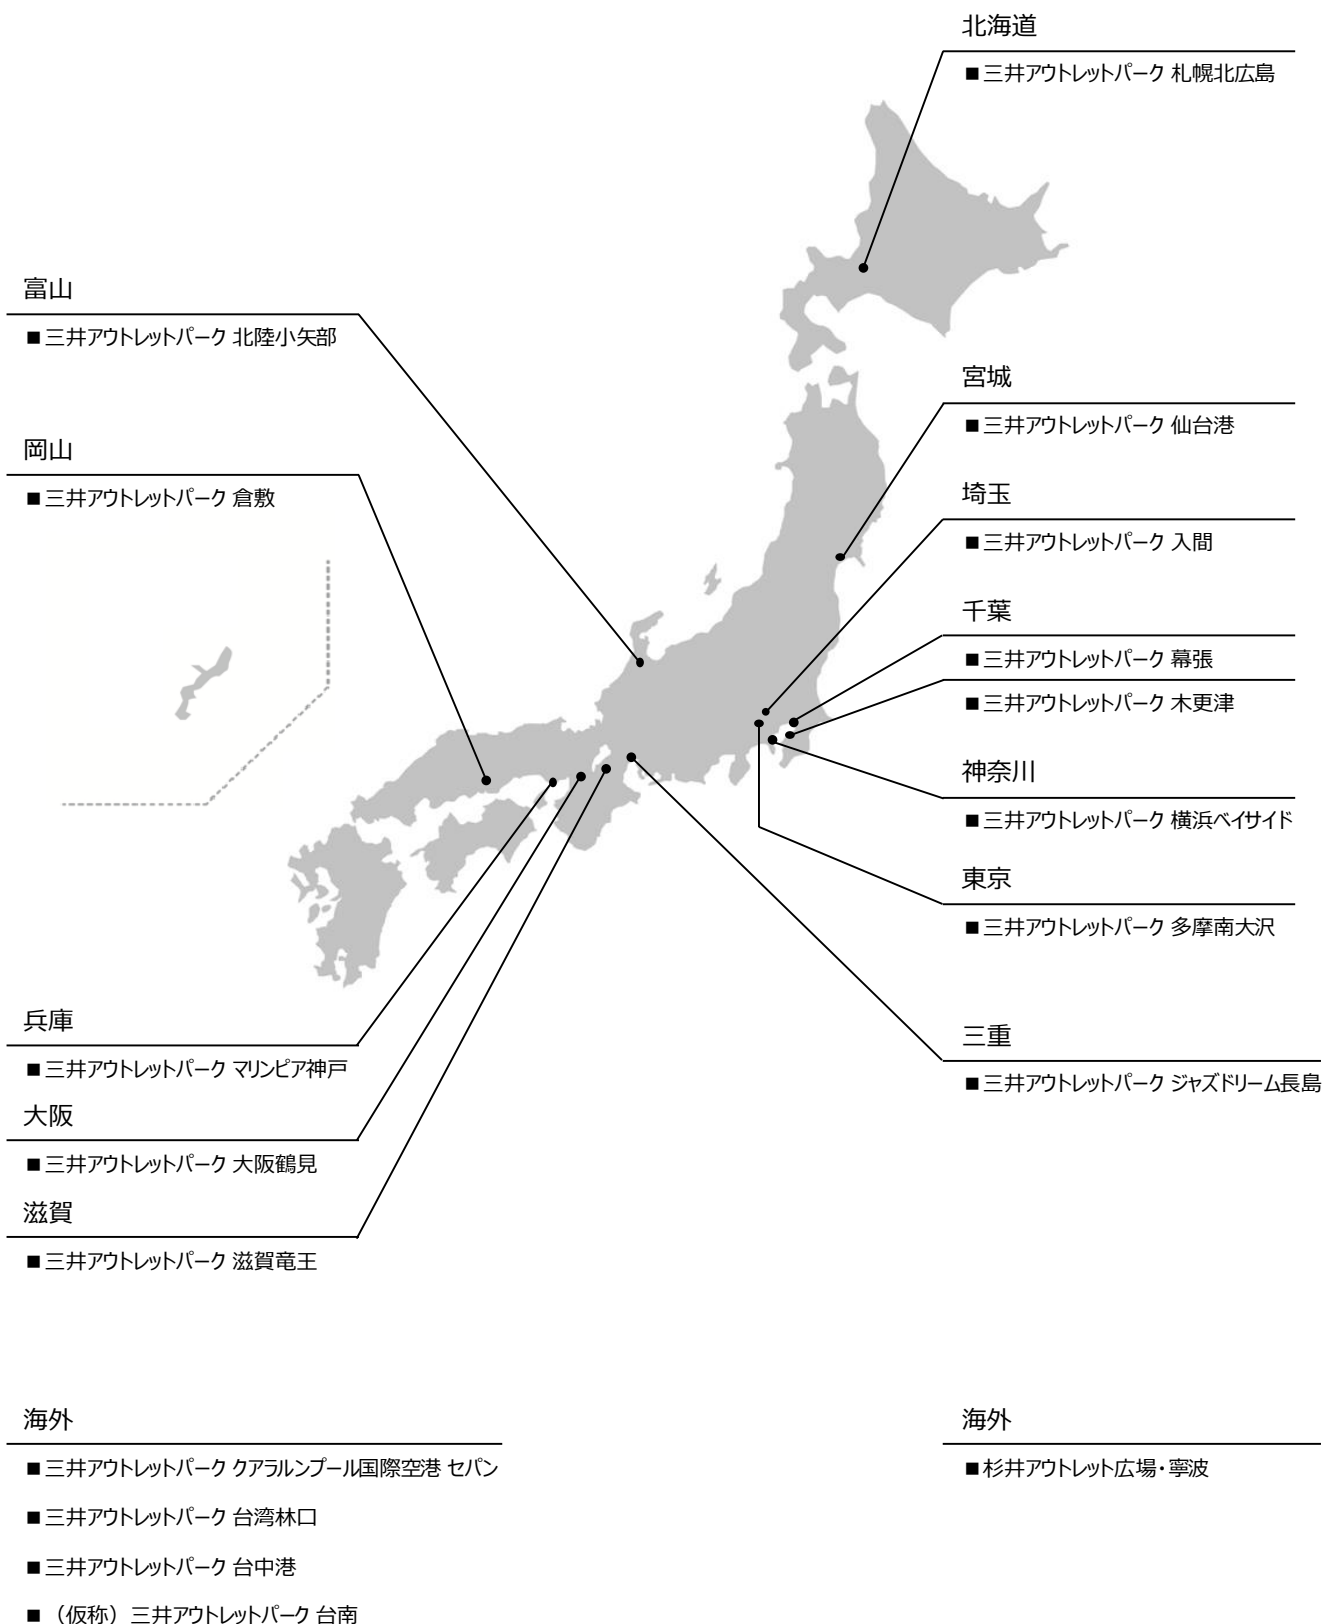 北海道
■三井アウトレットパーク 札幌北広島
富山
■三井アウトレットパーク 北陸小矢部
宮城
■三井アウトレットパーク 仙台港
岡山
■三井アウトレットパーク 倉敷
埼玉
■三井アウトレットパーク 入間
千葉
■三井アウトレットパーク 幕張
■三井アウトレットパーク 木更津
神奈川
■三井アウトレットパーク 横浜ベイサイド
東京
■三井アウトレットパーク 多摩南大沢
三重
■三井アウトレットパーク ジャズドリーム長島
兵庫
■三井アウトレットパーク マリンピア神戸
大阪
■三井アウトレットパーク 大阪鶴見
滋賀
■三井アウトレットパーク 滋賀竜王
海外
■三井アウトレットパーク クアラルンプール国際空港 セパン
■三井アウトレットパーク 台湾林口
■三井アウトレットパーク 台中港
■（仮称）三井アウトレットパーク 台南
海外
■杉井アウトレット広場・寧波